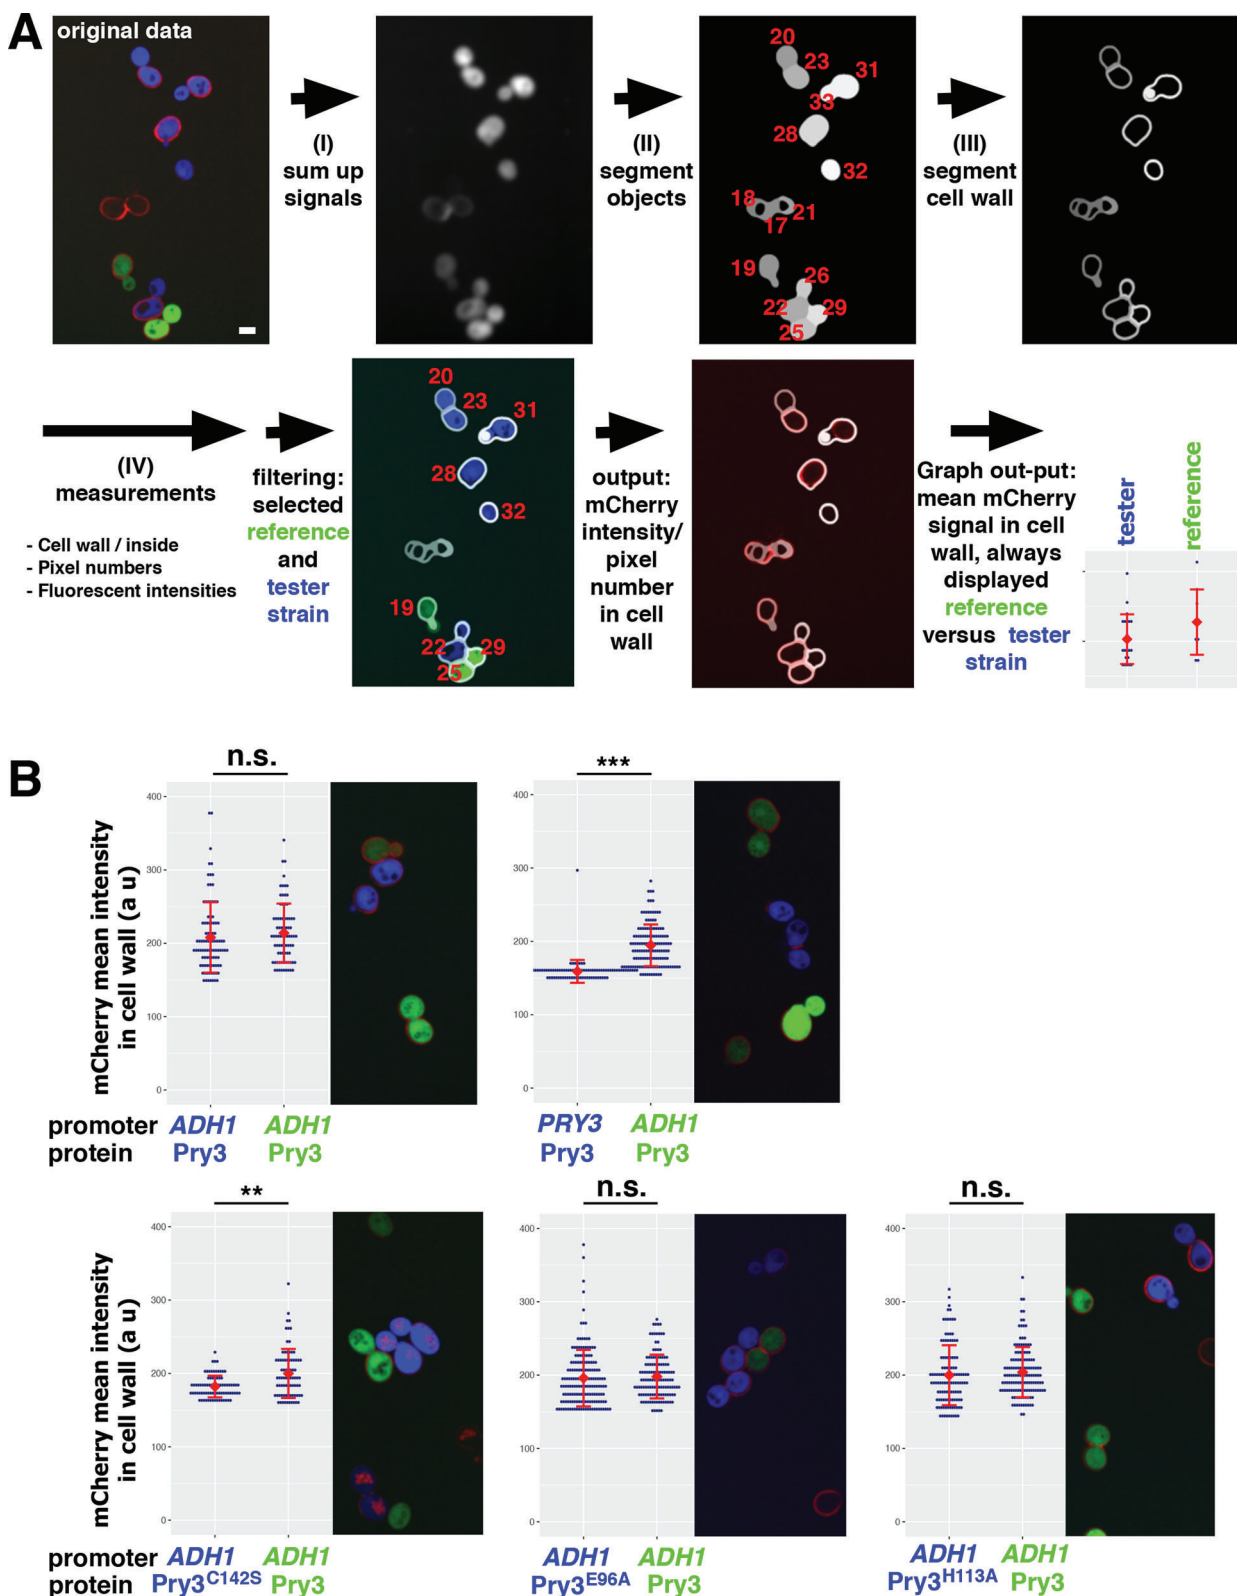 A
original data
(I)
sum up
signals
(II)
segment
objects
(III)
segment
cell wall
20
23
31
33
28
32
18
21
17
19
26
22
29
25
(IV)
measurements
- Cell wall / inside
- Pixel numbers
- Fluorescent intensities
filtering:
selected
reference
and
tester
strain
20
23
31
28
32
19
22
29
25
output:
mCherry
intensity/
pixel
number
in cell
wall
Graph out-put:
mean mCherry
signal in cell
wall, always
displayed
reference
versus tester
strain
tester
reference
B
mCherry mean intensity
in cell wall (a u)
n.s.
400
300
200
100
0
***
400
300
200
100
0
promoter ADH1 ADH1 PRY3 ADH1
protein Pry3 Pry3 Pry3 Pry3
mCherry mean intensity
in cell wall (a u)
**
400
300
200
100
0
n.s.
400
300
200
100
0
n.s.
400
300
200
100
0
promoter ADH1 ADH1 ADH1 ADH1 ADH1 ADH1
protein Pry3C142S Pry3 Pry3E96A Pry3 Pry3H113A Pry3